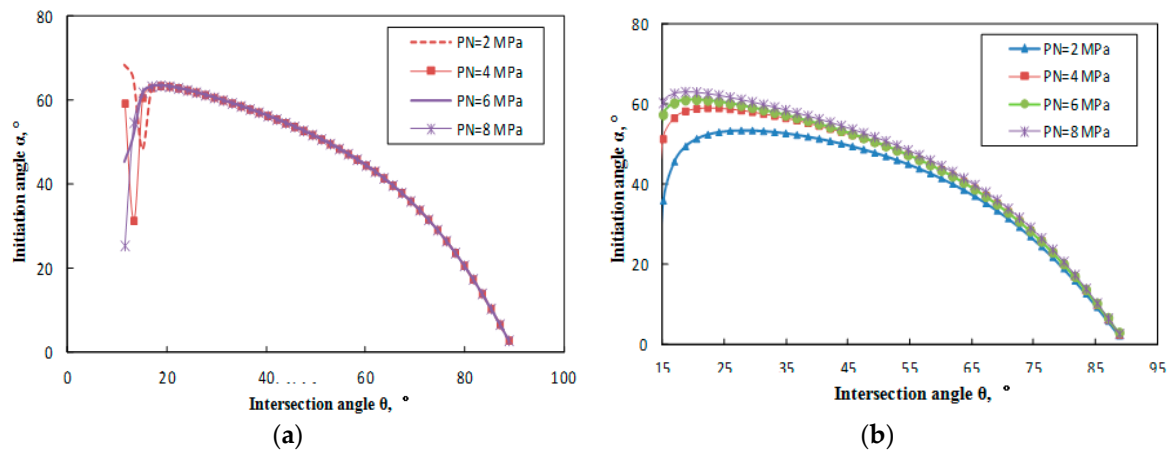 80
60
40
20
0
0 20 40 60 80 100
Initiation angle α, °
Intersection angle θ, °
PN=2 MPa
PN=4 MPa
PN=6 MPa
PN=8 MPa
(a)
80
60
40
20
0
15 25 35 45 55 65 75 85 95
Initiation angle α, °
Intersection angle θ, °
PN=2 MPa
PN=4 MPa
PN=6 MPa
PN=8 MPa
(b)